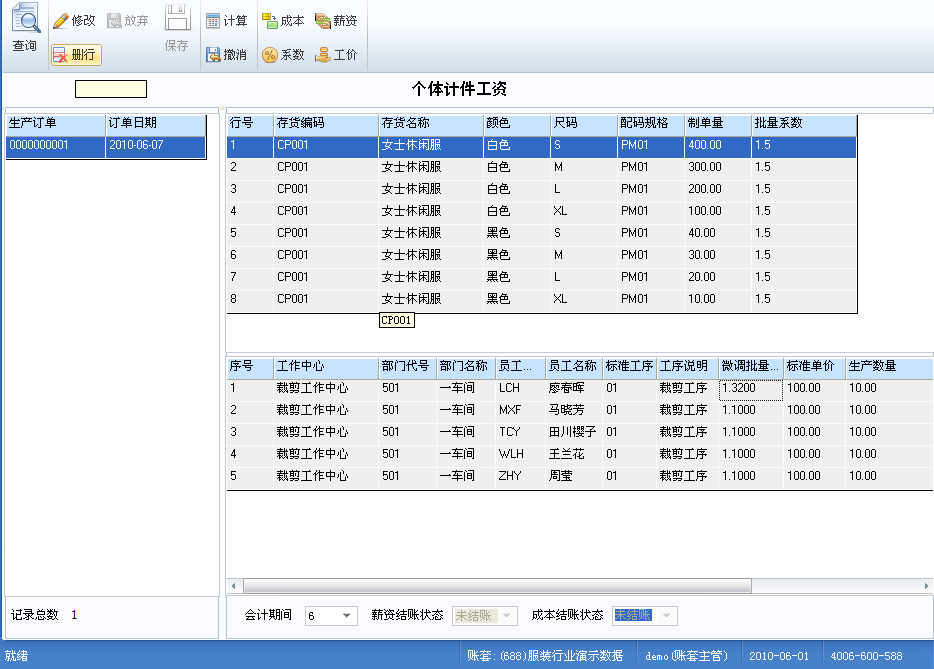 查询 修改 放弃 保存 计算 成本 薪资
删行 撤消 系数 工价
个体计件工资
生产订单 订单日期
0000000001 2010-06-07
行号 存货编码 存货名称 颜色 尺码 配码规格 制单量 批量系数
1 CP001 女士休闲服 白色 S PM01 400.00 1.5
2 CP001 女士休闲服 白色 M PM01 300.00 1.5
3 CP001 女士休闲服 白色 L PM01 200.00 1.5
4 CP001 女士休闲服 白色 XL PM01 100.00 1.5
5 CP001 女士休闲服 黑色 S PM01 40.00 1.5
6 CP001 女士休闲服 黑色 M PM01 30.00 1.5
7 CP001 女士休闲服 黑色 L PM01 20.00 1.5
8 CP001 女士休闲服 黑色 XL PM01 10.00 1.5
CP001
序号 工作中心 部门代号 部门名称 员工... 员工名称 标准工序 工序说明 微调批量... 标准单价 生产数量
1 裁剪工作中心 501 一车间 LCH 廖春晖 01 裁剪工序 1.3200 100.00 10.00
2 裁剪工作中心 501 一车间 MXF 马晓芳 01 裁剪工序 1.1000 100.00 10.00
3 裁剪工作中心 501 一车间 TCY 田川樱子 01 裁剪工序 1.1000 100.00 10.00
4 裁剪工作中心 501 一车间 WLH 王兰花 01 裁剪工序 1.1000 100.00 10.00
5 裁剪工作中心 501 一车间 ZHY 周莹 01 裁剪工序 1.1000 100.00 10.00
记录总数 1
会计期间 6 薪资结账状态 未结账 成本结账状态 未结账
就绪 账套: (688)服装行业演示数据 demo (账套主管) 2010-06-01 4006-600-588